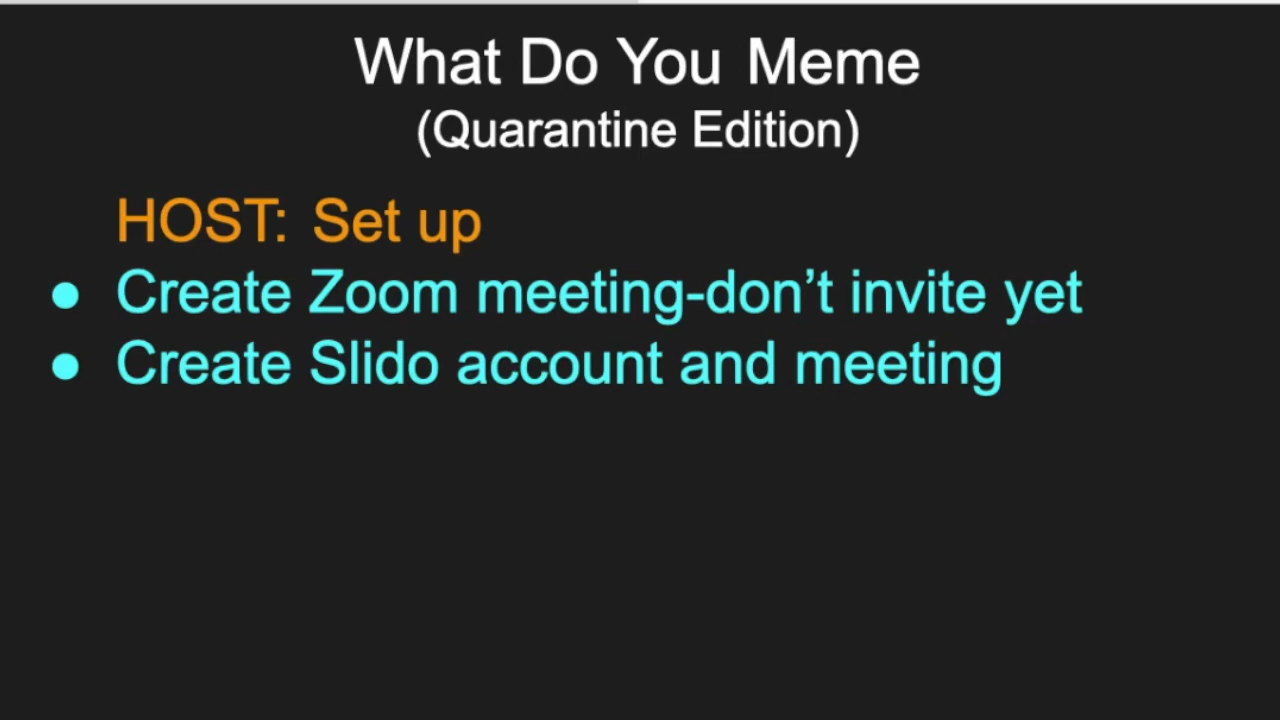 What Do You Meme
(Quarantine Edition)
HOST: Set up
● Create Zoom meeting-don’t invite yet
● Create Slido account and meeting